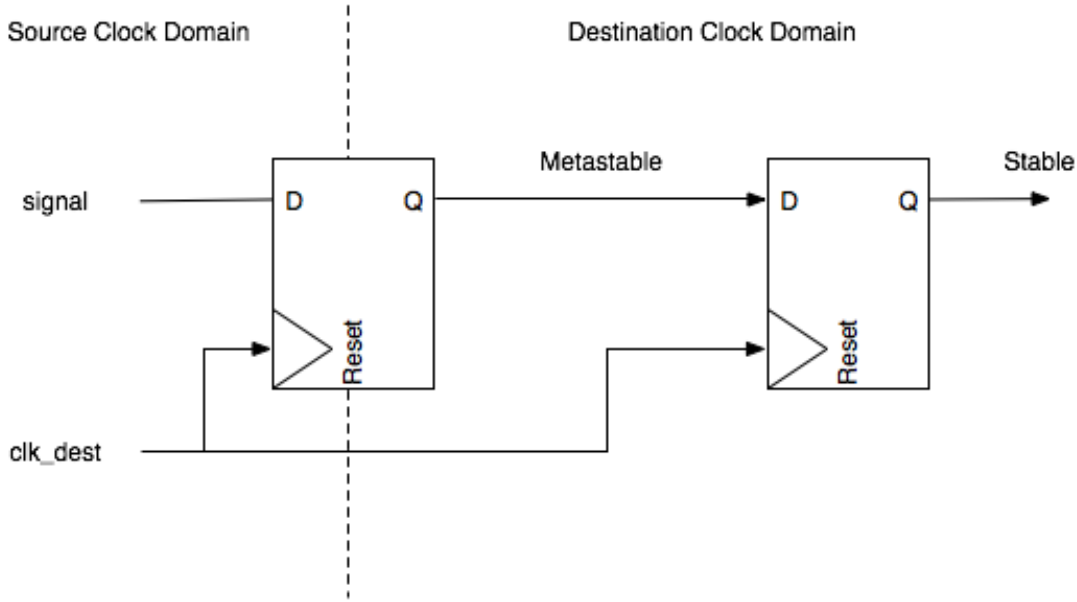 Source Clock Domain
Destination Clock Domain
Metastable
Stable
signal
D
Q
D
Q
Reset
Reset
clk_dest